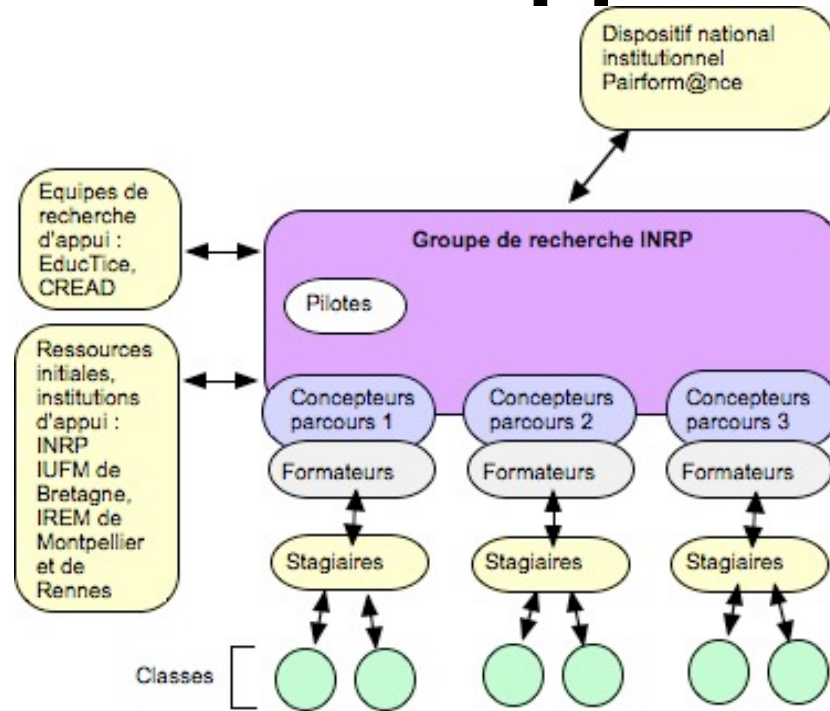 Dispositif national
institutionnel
Pairform@nce
Equipes de
recherche
d'appui :
EducTice,
CREAD
Groupe de recherche INRP
Pilotes
Ressources
initiales,
institutions
d'appui :
INRP
IUFM de
Bretagne,
IREM de
Montpellier
et de
Rennes
Concepteurs
parcours 1
Concepteurs
parcours 2
Concepteurs
parcours 3
Formateurs
Formateurs
Formateurs
Stagiaires
Stagiaires
Stagiaires
Classes